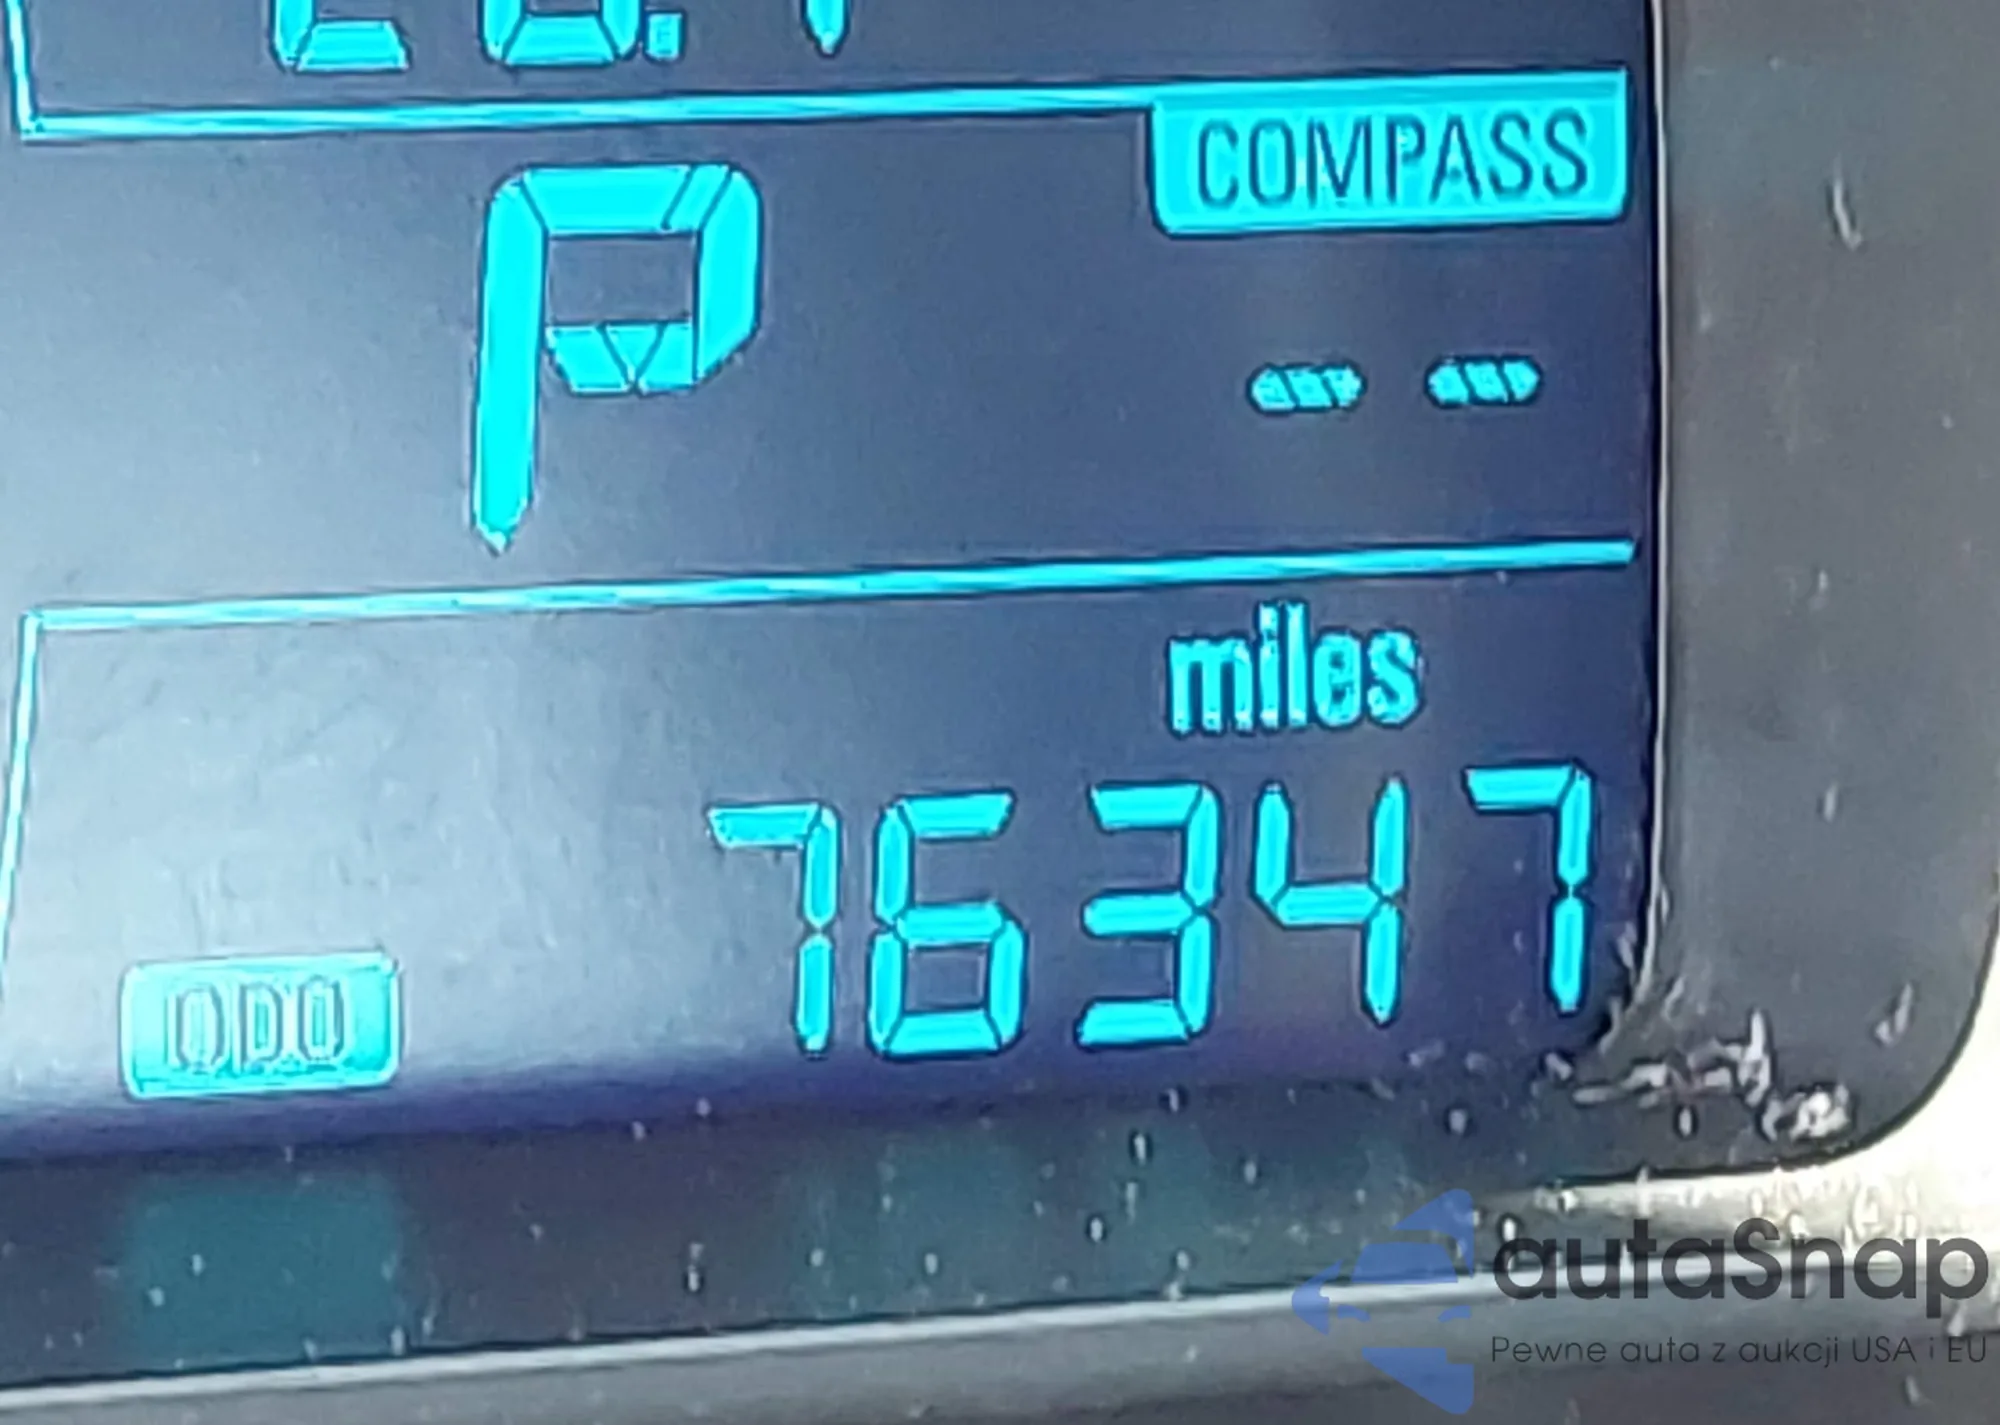 P
COMPASS
-- --
miles
76347
ODO
autaSnap
Pewne auta z aukcji USA i EU